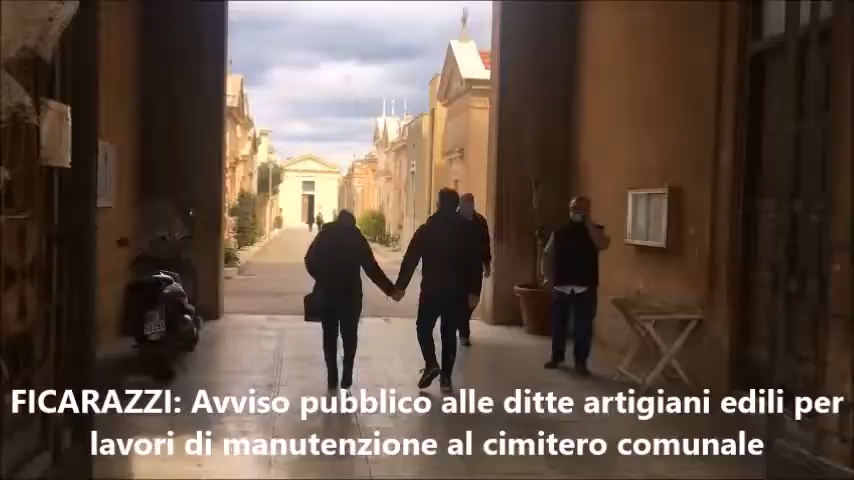 FICARAZZI: Avviso pubblico alle ditte artigiani edili per
lavori di manutenzione al cimitero comunale